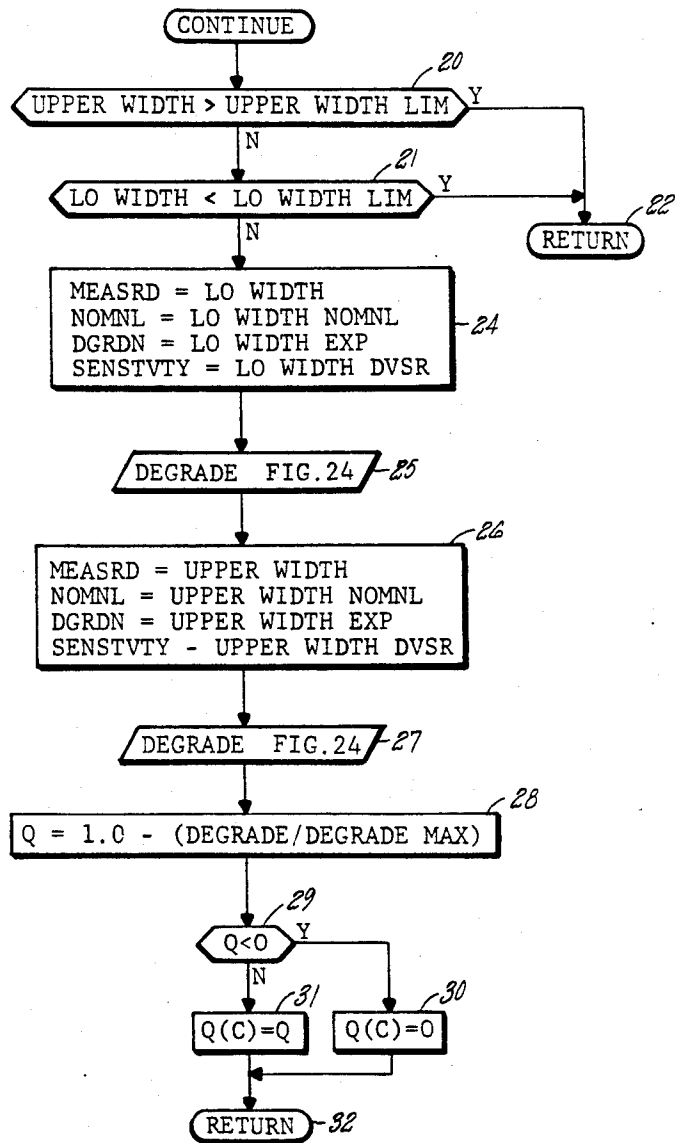 CONTINUE
20
UPPER WIDTH > UPPER WIDTH LIM Y
N
21
LO WIDTH < LO WIDTH LIM Y
N
22
RETURN
MEASRD = LO WIDTH
NOMNL = LO WIDTH NOMNL
DGRDN = LO WIDTH EXP
SENSTVTY = LO WIDTH DVSR
24
DEGRADE FIG.24 25
26
MEASRD = UPPER WIDTH
NOMNL = UPPER WIDTH NOMNL
DGRDN = UPPER WIDTH EXP
SENSTVTY - UPPER WIDTH DVSR
DEGRADE FIG.24 27
28
Q = 1.0 - (DEGRADE/DEGRADE MAX)
29
Q<0 Y
N
31 30
Q(C)=Q Q(C)=0
RETURN 32